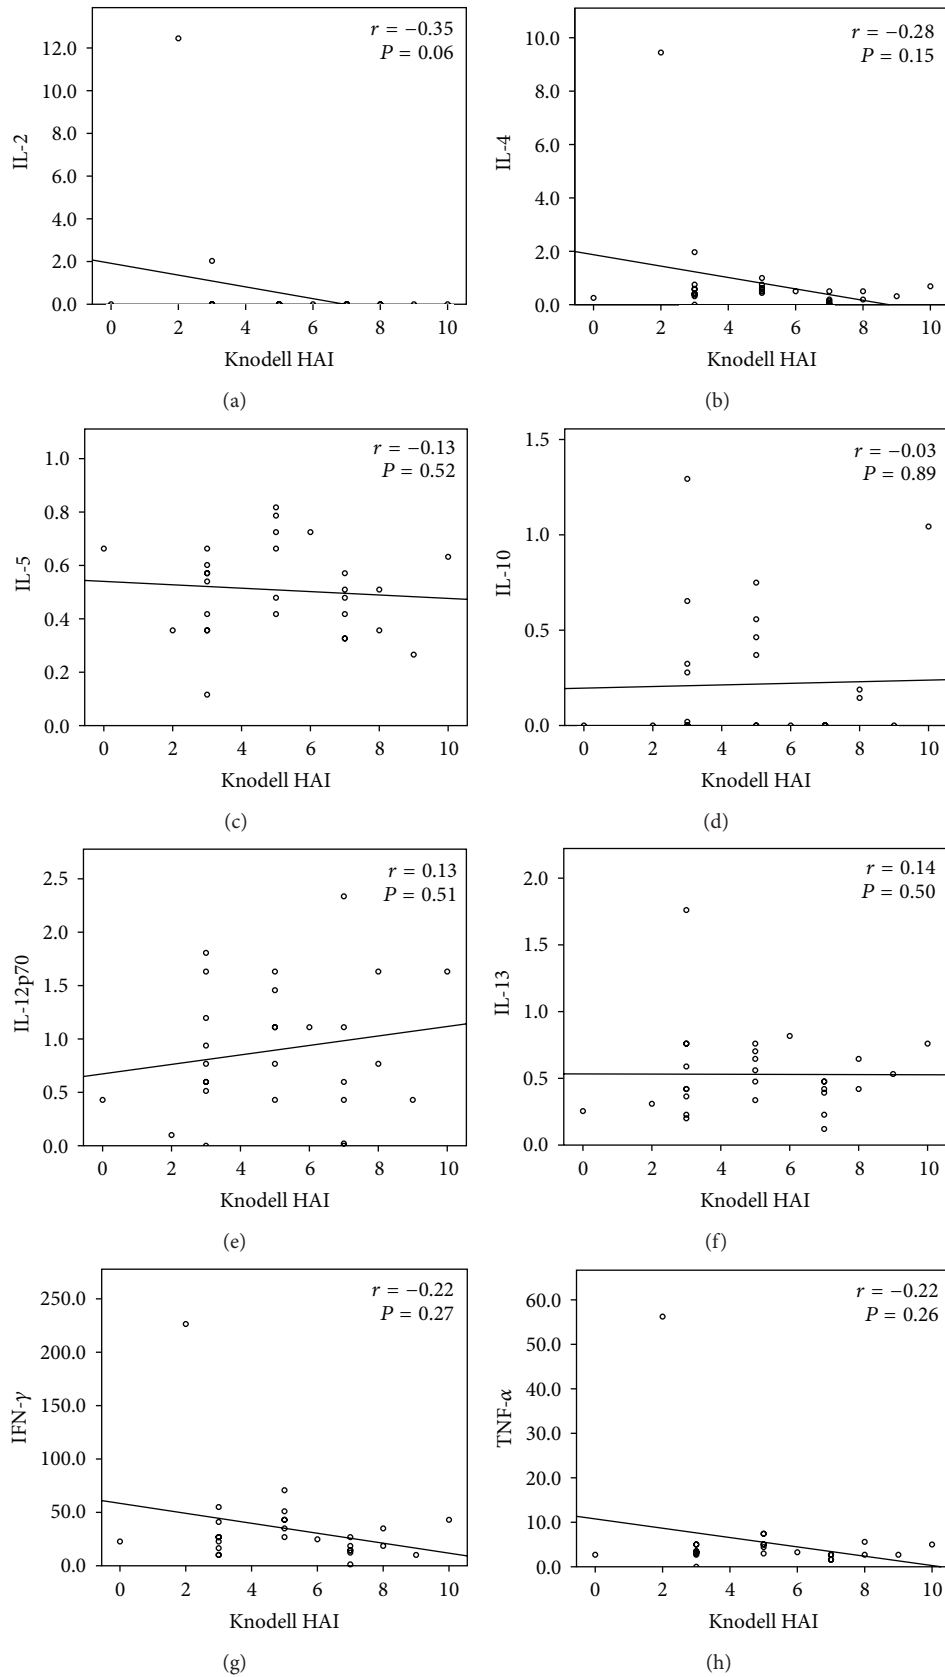 r = −0.35
P = 0.06
12.0
10.0
8.0
6.0
4.0
2.0
0.0
IL-2
0 2 4 6 8 10
Knodell HAI
(a)
r = −0.28
P = 0.15
10.0
8.0
6.0
4.0
2.0
0.0
IL-4
0 2 4 6 8 10
Knodell HAI
(b)
r = −0.13
P = 0.52
1.0
0.8
0.6
0.4
0.2
0.0
IL-5
0 2 4 6 8 10
Knodell HAI
(c)
r = −0.03
P = 0.89
1.5
1.0
0.5
0.0
IL-10
0 2 4 6 8 10
Knodell HAI
(d)
r = 0.13
P = 0.51
2.5
2.0
1.5
1.0
0.5
0.0
IL-12p70
0 2 4 6 8 10
Knodell HAI
(e)
r = 0.14
P = 0.50
2.0
1.5
1.0
0.5
0.0
IL-13
0 2 4 6 8 10
Knodell HAI
(f)
r = −0.22
P = 0.27
250.0
200.0
150.0
100.0
50.0
0.0
IFN-γ
0 2 4 6 8 10
Knodell HAI
(g)
r = −0.22
P = 0.26
60.0
50.0
40.0
30.0
20.0
10.0
0.0
TNF-α
0 2 4 6 8 10
Knodell HAI
(h)